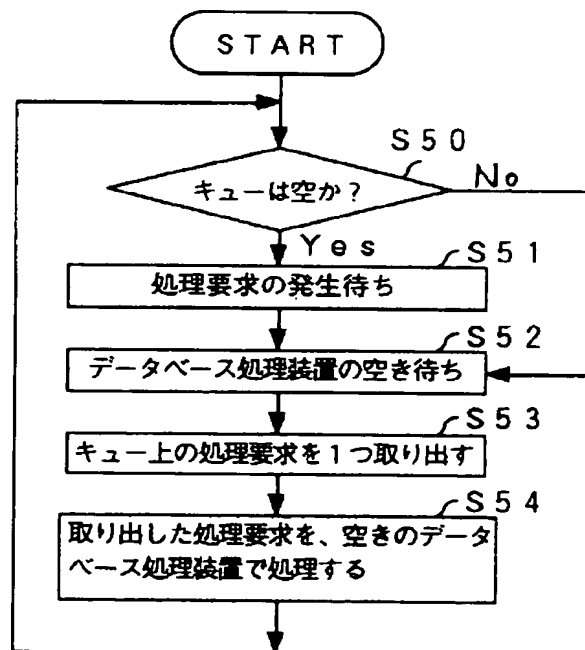 START
S50
キューは空か?
No
Yes
S51
処理要求の発生待ち
S52
データベース処理装置の空き待ち
S53
キュー上の処理要求を1つ取り出す
S54
取り出した処理要求を、空きのデータ
ベース処理装置で処理する